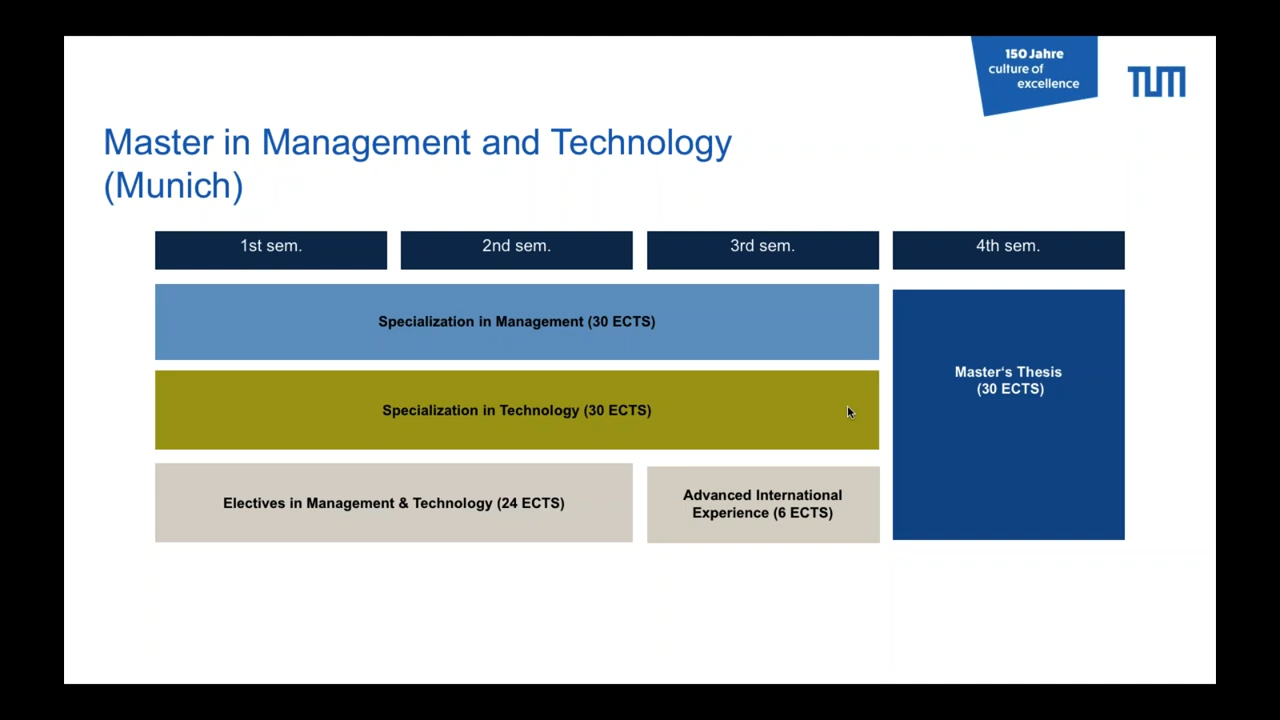 150 Jahre
culture of
excellence
TUM
Master in Management and Technology
(Munich)
1st sem.
2nd sem.
3rd sem.
4th sem.
Specialization in Management (30 ECTS)
Master‘s Thesis
(30 ECTS)
Specialization in Technology (30 ECTS)
Electives in Management & Technology (24 ECTS)
Advanced International
Experience (6 ECTS)